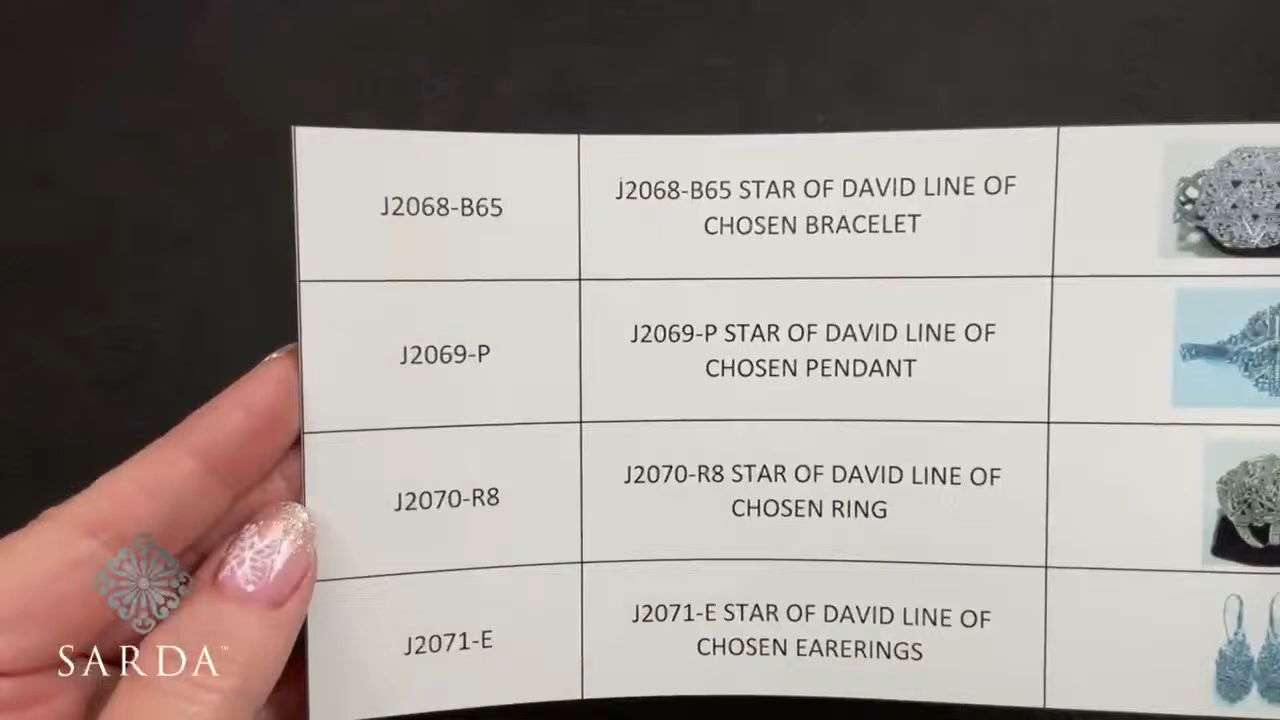 J2068-B65
J2068-B65 STAR OF DAVID LINE OF
CHOSEN BRACELET
J2069-P
J2069-P STAR OF DAVID LINE OF
CHOSEN PENDANT
J2070-R8
J2070-R8 STAR OF DAVID LINE OF
CHOSEN RING
J2071-E
J2071-E STAR OF DAVID LINE OF
CHOSEN EARERINGS
SARDA™